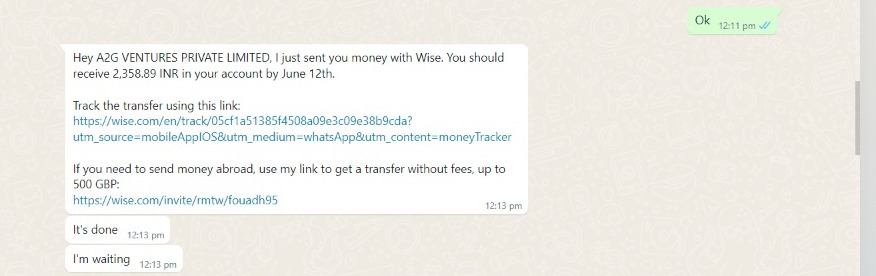 Ok 12:11 pm
Hey A2G VENTURES PRIVATE LIMITED, I just sent you money with Wise. You should
receive 2,358.89 INR in your account by June 12th.
Track the transfer using this link:
https://wise.com/en/track/05cf1a51385f4508a09e3c09e38b9cda?
utm_source=mobileAppIOS&utm_medium=whatsApp&utm_content=moneyTracker
If you need to send money abroad, use my link to get a transfer without fees, up to
500 GBP:
https://wise.com/invite/rmtw/fouadh95
12:13 pm
It's done 12:13 pm
I'm waiting 12:13 pm